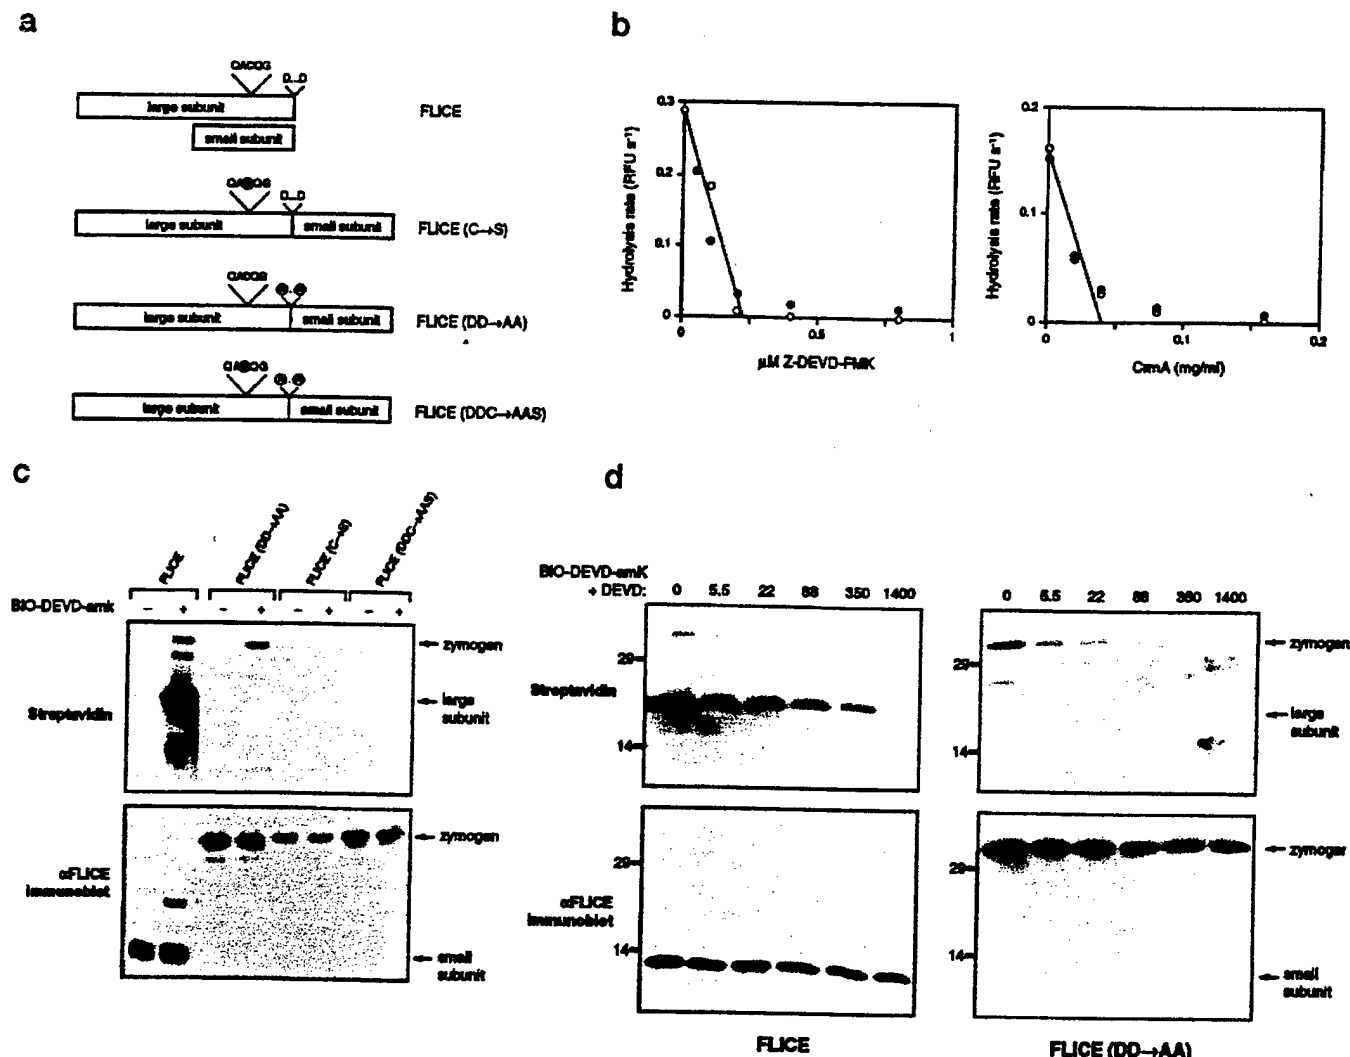 a
QACQG
D...D
large subunit
small subunit
FLICE
D...D
large subunit
small subunit
FLICE (C→S)
QACQG
large subunit
small subunit
FLICE (DD→AA)
D...D
large subunit
small subunit
FLICE (DDC→AAS)
b
Hydrolysis rate (RFU s⁻¹)
0.3
0.2
0.1
0
0
0.5
1
μM Z-DEVD-FMK
Hydrolysis rate (RFU s⁻¹)
0.2
0.1
0
0
0.1
0.2
CrmA (mg/ml)
c
FLICE
FLICE (DD→AA)
FLICE (C→S)
FLICE (DDC→AAS)
BIO-DEVD-amk
– + – + – + – +
Streptavidin
zymogen
large
subunit
αFLICE
immunoblot
zymogen
small
subunit
d
BIO-DEVD-amK
+ DEVD:
0 5.5 22 88 350 1400
0 5.5 22 88 350 1400
Streptavidin
29
14
29
14
zymogen
large
subunit
αFLICE
immunoblot
29
14
29
14
zymogen
small
subunit
FLICE
FLICE (DD→AA)